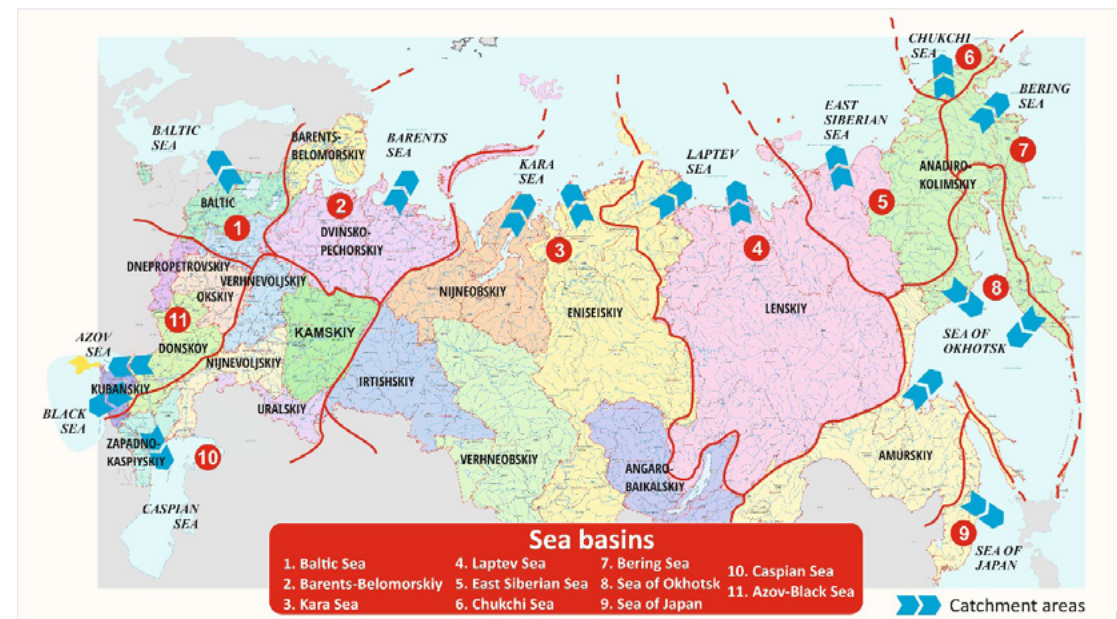 CHUKCHI
SEA
6
BERING
SEA
BALTIC
SEA
BARENTS-
BELOMORSKIY
BARENTS
SEA
EAST
SIBERIAN
SEA
KARA
SEA
LAPTEV
SEA
7
ANADIRO-
KOLIMSKIY
BALTIC
1
2
DVINSKO-
PECHORSKIY
5
3
4
DNEPROPETROVSKIY
VERHNEVOLJSKIY
OKSKIY
NIJNEOBSKIY
ENISEISKIY
LENSKIY
8
11
KAMSKIY
DONSKOY
SEA OF
OKHOTSK
AZOV
SEA
NIJNEVOLJSKIY
KUBANSKIY
IRTISHSKIY
URALSKIY
BLACK
SEA
ZAPADNO-
KASPIYSKIY
10
VERHNEOBSKIY
ANGARO-
BAIKALSKIY
AMURSKIY
CASPIAN
SEA
9
SEA OF
JAPAN
Sea basins
1. Baltic Sea
2. Barents-Belomorskiy
3. Kara Sea
4. Laptev Sea
5. East Siberian Sea
6. Chukchi Sea
7. Bering Sea
8. Sea of Okhotsk
9. Sea of Japan
10. Caspian Sea
11. Azov-Black Sea
Catchment areas